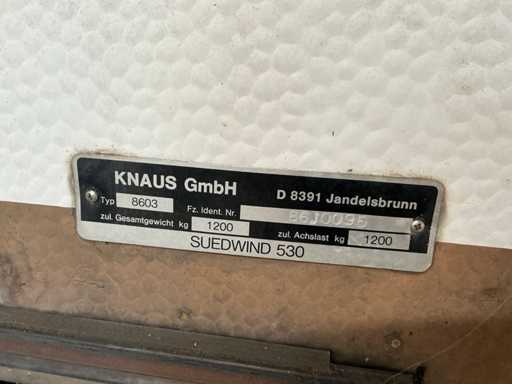 KNAUS GmbH D 8391 Jandelsbrunn
Typ 8603 Fz. Ident. Nr. 86J0095
zul. Gesamtgewicht kg 1200 zul. Achslast kg 1200
SUEDWIND 530